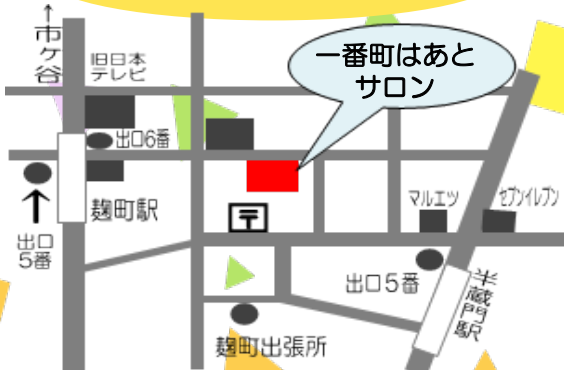 ↑市ヶ谷
旧日本
テレビ
一番町はあと
サロン
出口6番
麹町駅
出口
5番
〒
マルエツ
セブンイレブン
出口5番
半蔵門駅
麹町出張所